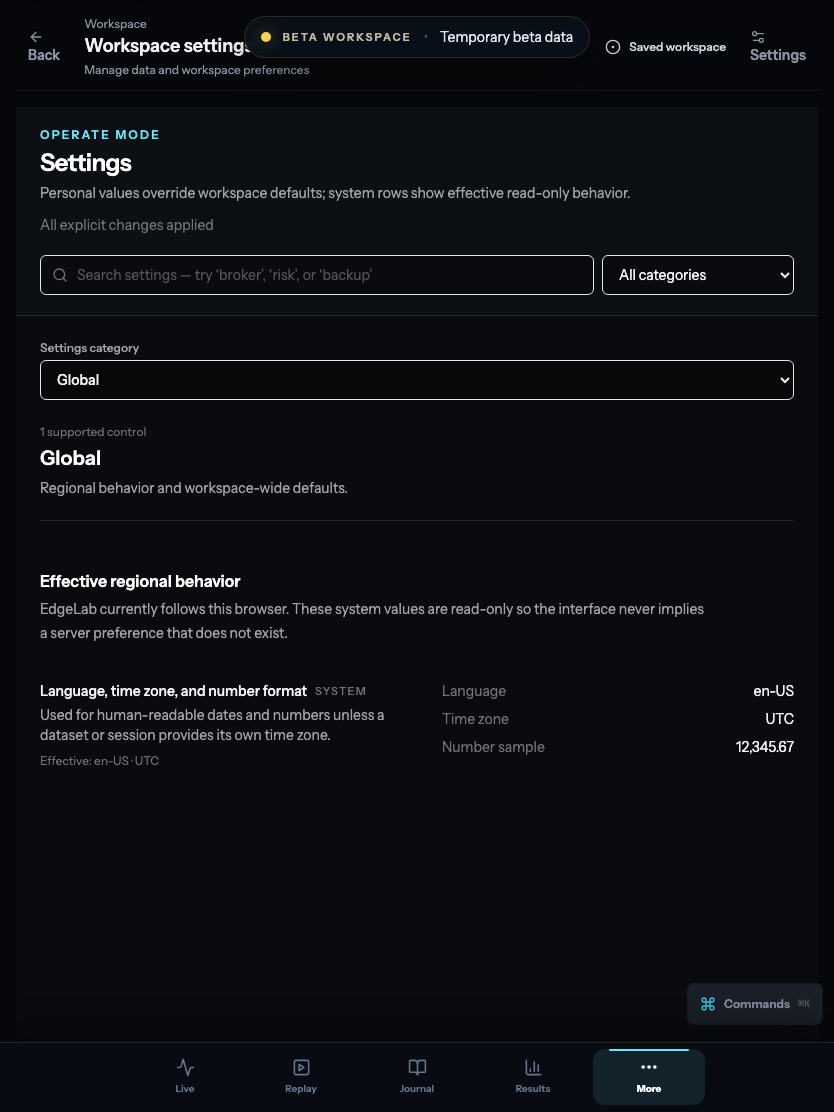 Back
Workspace
Workspace settings
Manage data and workspace preferences
BETA WORKSPACE · Temporary beta data
Saved workspace
Settings
OPERATE MODE
Settings
Personal values override workspace defaults; system rows show effective read-only behavior.
All explicit changes applied
Search settings — try ‘broker’, ‘risk’, or ‘backup’
All categories
Settings category
Global
1 supported control
Global
Regional behavior and workspace-wide defaults.
Effective regional behavior
EdgeLab currently follows this browser. These system values are read-only so the interface never implies
a server preference that does not exist.
Language, time zone, and number format SYSTEM
Used for human-readable dates and numbers unless a
dataset or session provides its own time zone.
Effective: en-US · UTC
Language en-US
Time zone UTC
Number sample 12,345.67
Commands ⌘K
Live
Replay
Journal
Results
More